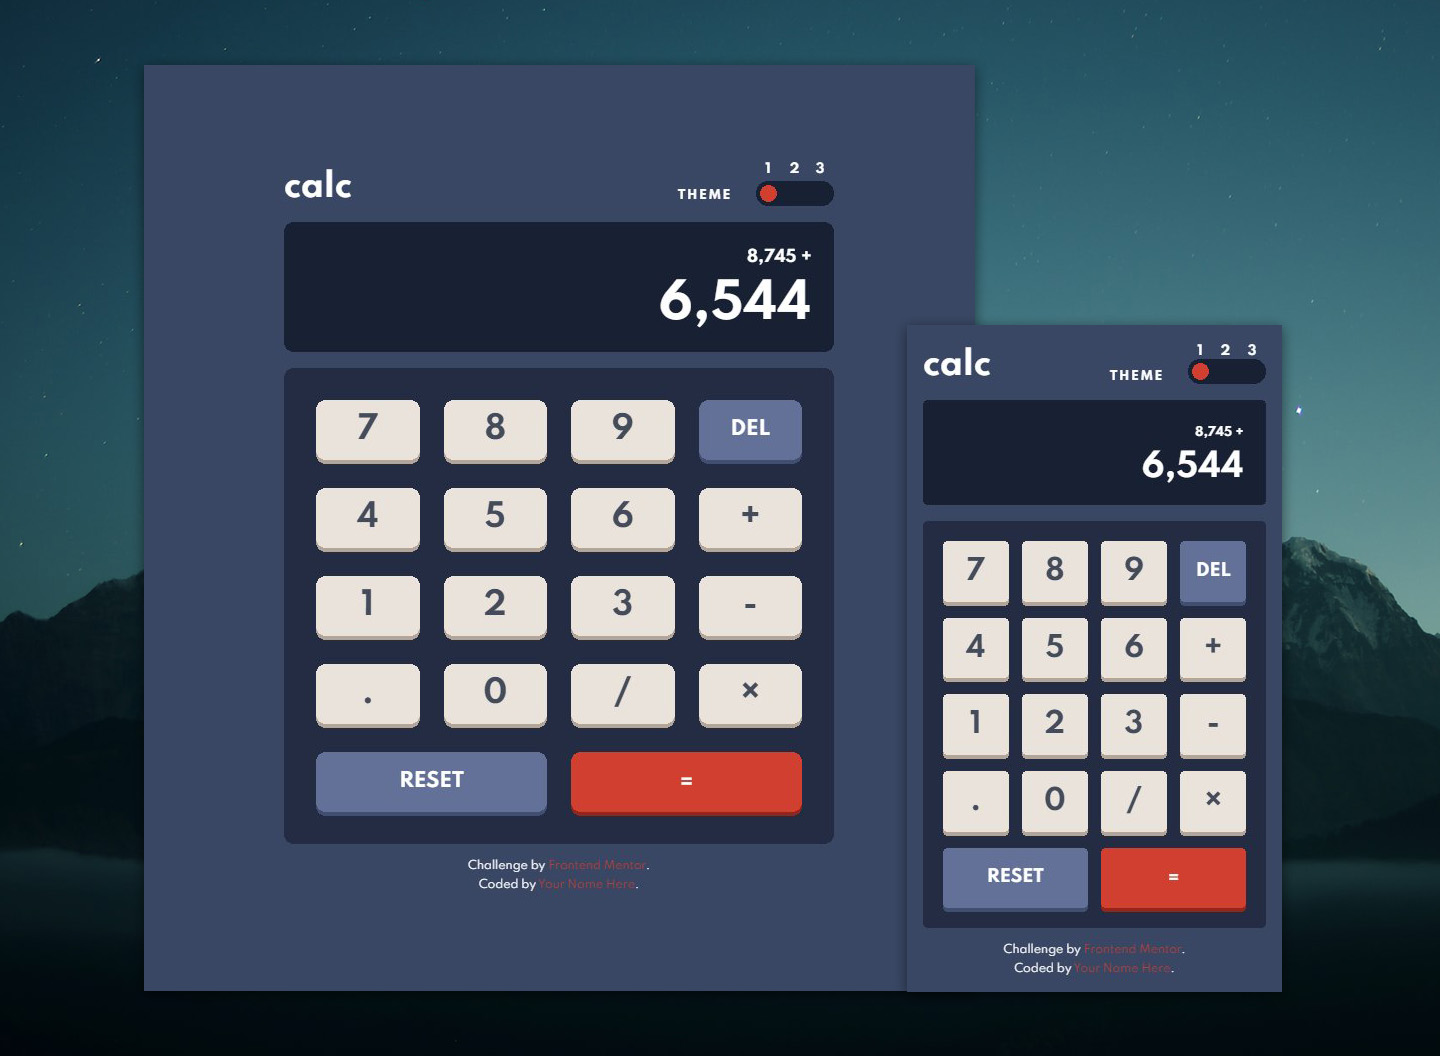 1 2 3
calc
THEME
8,745 +
6,544
7 8 9 DEL
4 5 6 +
1 2 3 -
. 0 / ×
RESET =
Challenge by Frontend Mentor.
Coded by Your Name Here.
1 2 3
calc
THEME
8,745 +
6,544
7 8 9 DEL
4 5 6 +
1 2 3 -
. 0 / ×
RESET =
Challenge by Frontend Mentor.
Coded by Your Name Here.